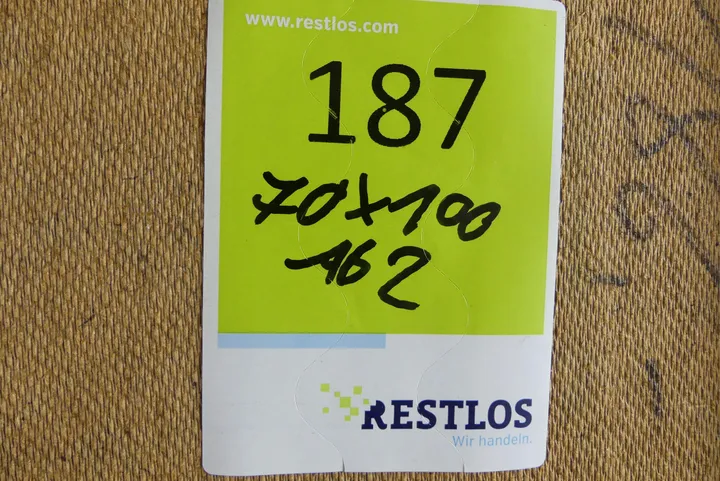 www.restlos.com
187
70x100
162
RESTLOS
Wir handeln.